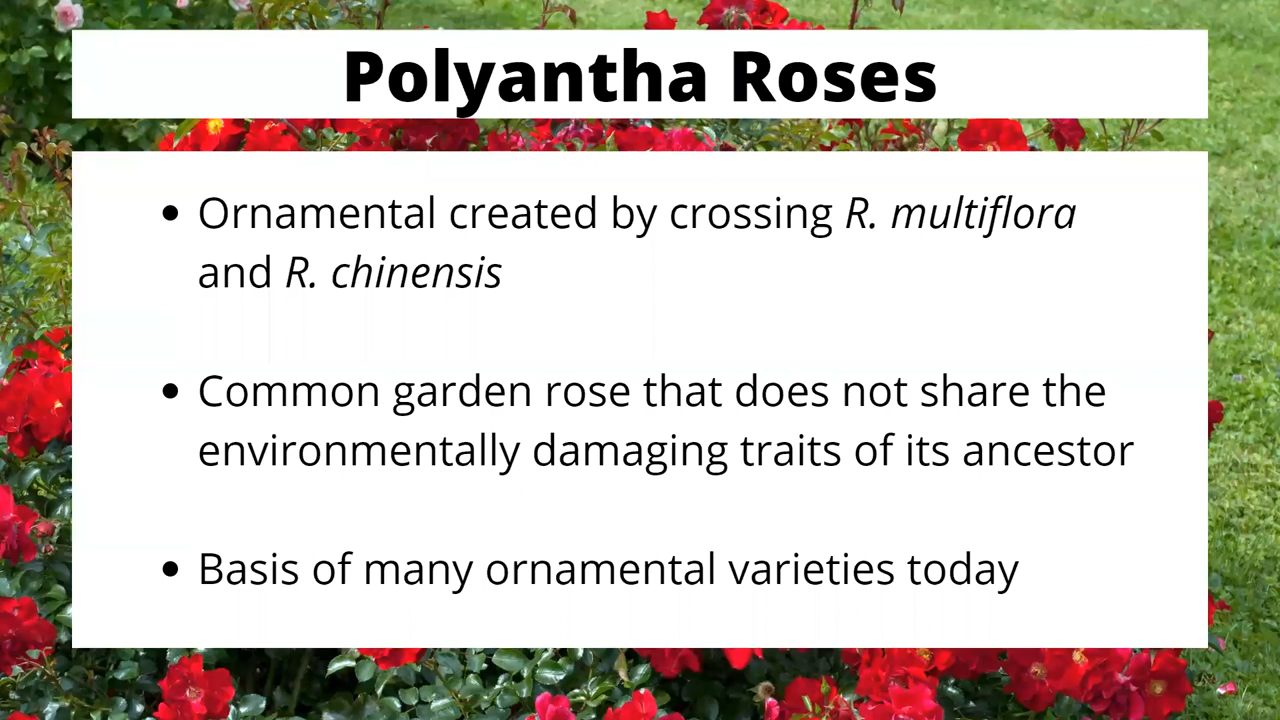 Polyantha Roses
• Ornamental created by crossing R. multiflora
and R. chinensis
• Common garden rose that does not share the
environmentally damaging traits of its ancestor
• Basis of many ornamental varieties today